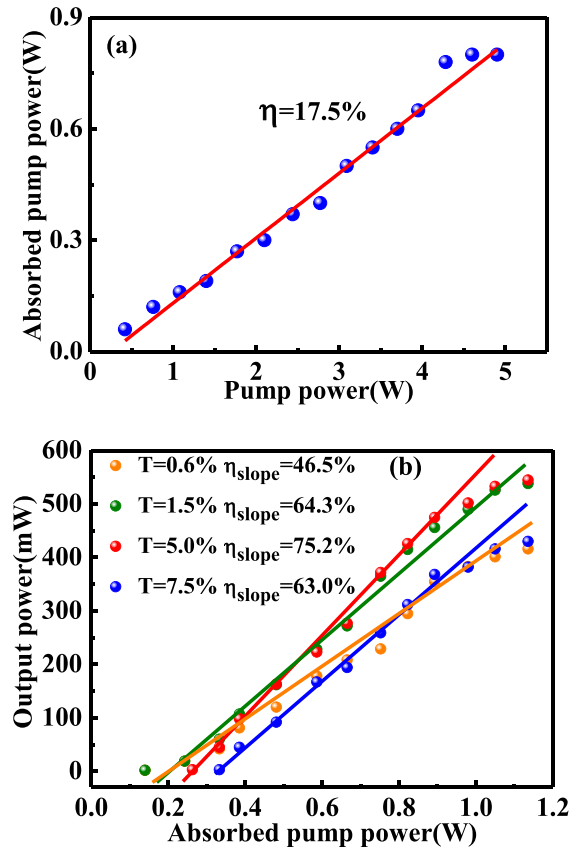 (a)
η=17.5%
Absorbed pump power(W)
0.9
0.6
0.3
0.0
0 1 2 3 4 5
Pump power(W)
(b)
T=0.6% ηslope=46.5%
T=1.5% ηslope=64.3%
T=5.0% ηslope=75.2%
T=7.5% ηslope=63.0%
Output power(mW)
600
500
400
300
200
100
0
0.0 0.2 0.4 0.6 0.8 1.0 1.2
Absorbed pump power(W)